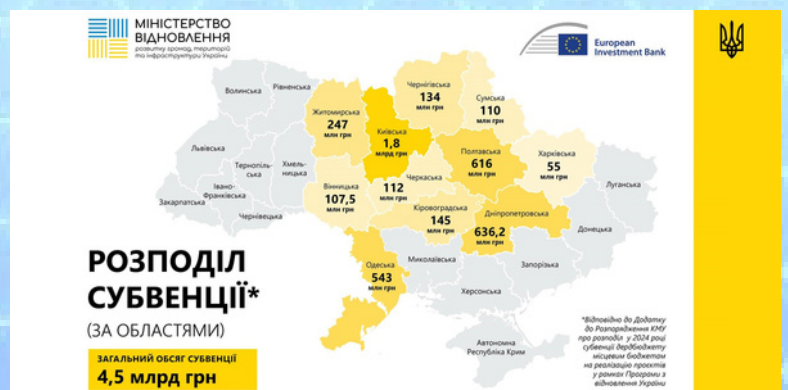 МІНІСТЕРСТВО
ВІДНОВЛЕННЯ
розвитку громад, територій
та інфраструктури України
European
Investment Bank
Волинська
Рівненська
Житомирська
247
млн грн
Київська
1,8
млрд грн
Чернігівська
134
млн грн
Сумська
110
млн грн
Львівська
Тернопіль-
ська
Хмель-
ницька
Івано-
Франківська
Закарпатська
Чернівецька
Вінницька
107,5
млн грн
Черкаська
112
млн грн
Полтавська
616
млн грн
Харківська
55
млн грн
Луганська
Кіровоградська
145
млн грн
Дніпропетровська
636,2
млн грн
Донецька
Одеська
543
млн грн
Миколаївська
Запорізька
Херсонська
Автономна
Республіка Крим
РОЗПОДІЛ
СУБВЕНЦІЇ*
(ЗА ОБЛАСТЯМИ)
ЗАГАЛЬНИЙ ОБСЯГ СУБВЕНЦІЇ
4,5 млрд грн
*Відповідно до Додатку
до Розпорядження КМУ
про розподіл у 2024 році
субвенції держбюджету
місцевим бюджетам
на реалізацію проєктів
у рамках Програми з
відновлення України